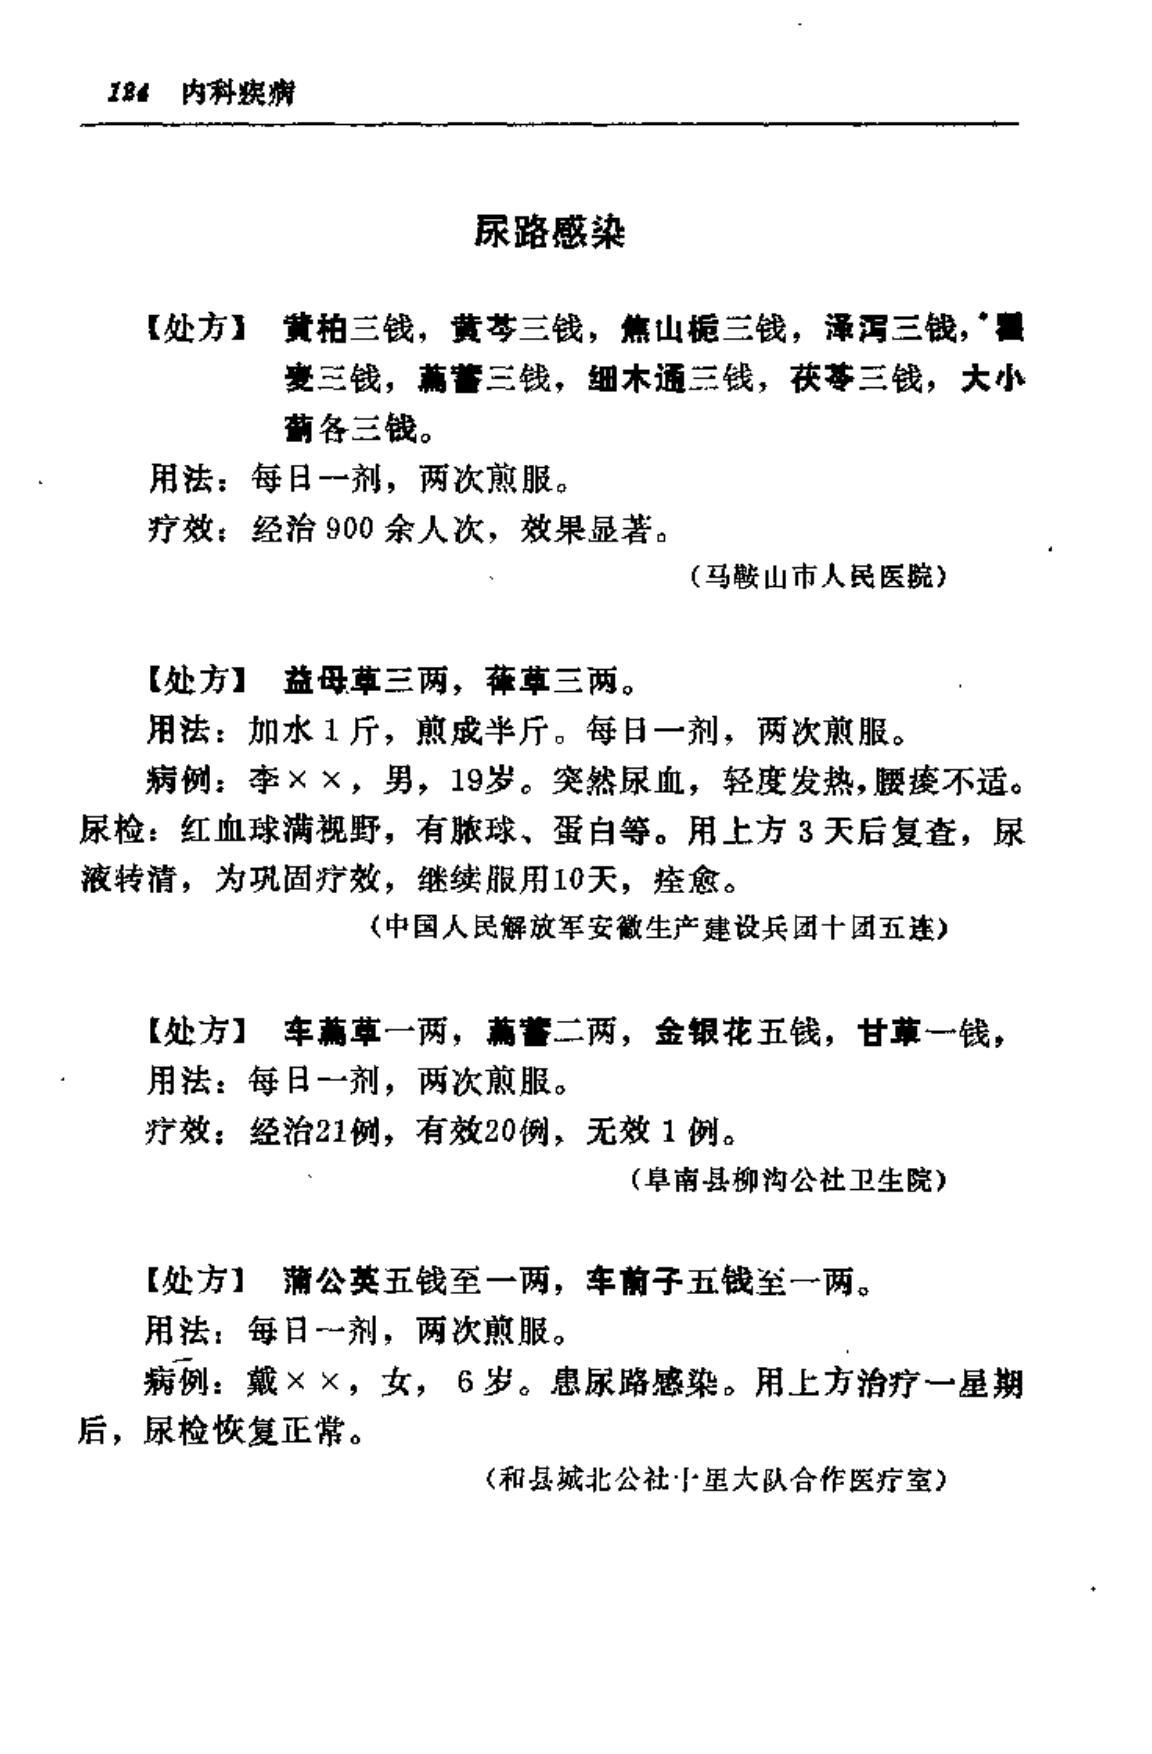 184 内科疾病
尿路感染
【处方】 黄柏三钱，黄芩三钱，焦山栀三钱，泽泻三钱，瞿
麦三钱，萹蓄三钱，细木通三钱，茯苓三钱，大小
蓟各三钱。
用法：每日一剂，两次煎服。
疗效：经治900余人次，效果显著。
（马鞍山市人民医院）
【处方】 益母草三两，葎草三两。
用法：加水1斤，煎成半斤。每日一剂，两次煎服。
病例：李××，男，19岁。突然尿血，轻度发热，腰痠不适。
尿检：红血球满视野，有脓球、蛋白等。用上方3天后复查，尿
液转清，为巩固疗效，继续服用10天，痊愈。
（中国人民解放军安徽生产建设兵团十团五连）
【处方】 车萹草一两，萹蓄二两，金银花五钱，甘草一钱，
用法：每日一剂，两次煎服。
疗效：经治21例，有效20例，无效1例。
（阜南县柳沟公社卫生院）
【处方】 蒲公英五钱至一两，车前子五钱至一两。
用法：每日一剂，两次煎服。
病例：戴××，女，6岁。患尿路感染。用上方治疗一星期
后，尿检恢复正常。
（和县城北公社十里大队合作医疗室）